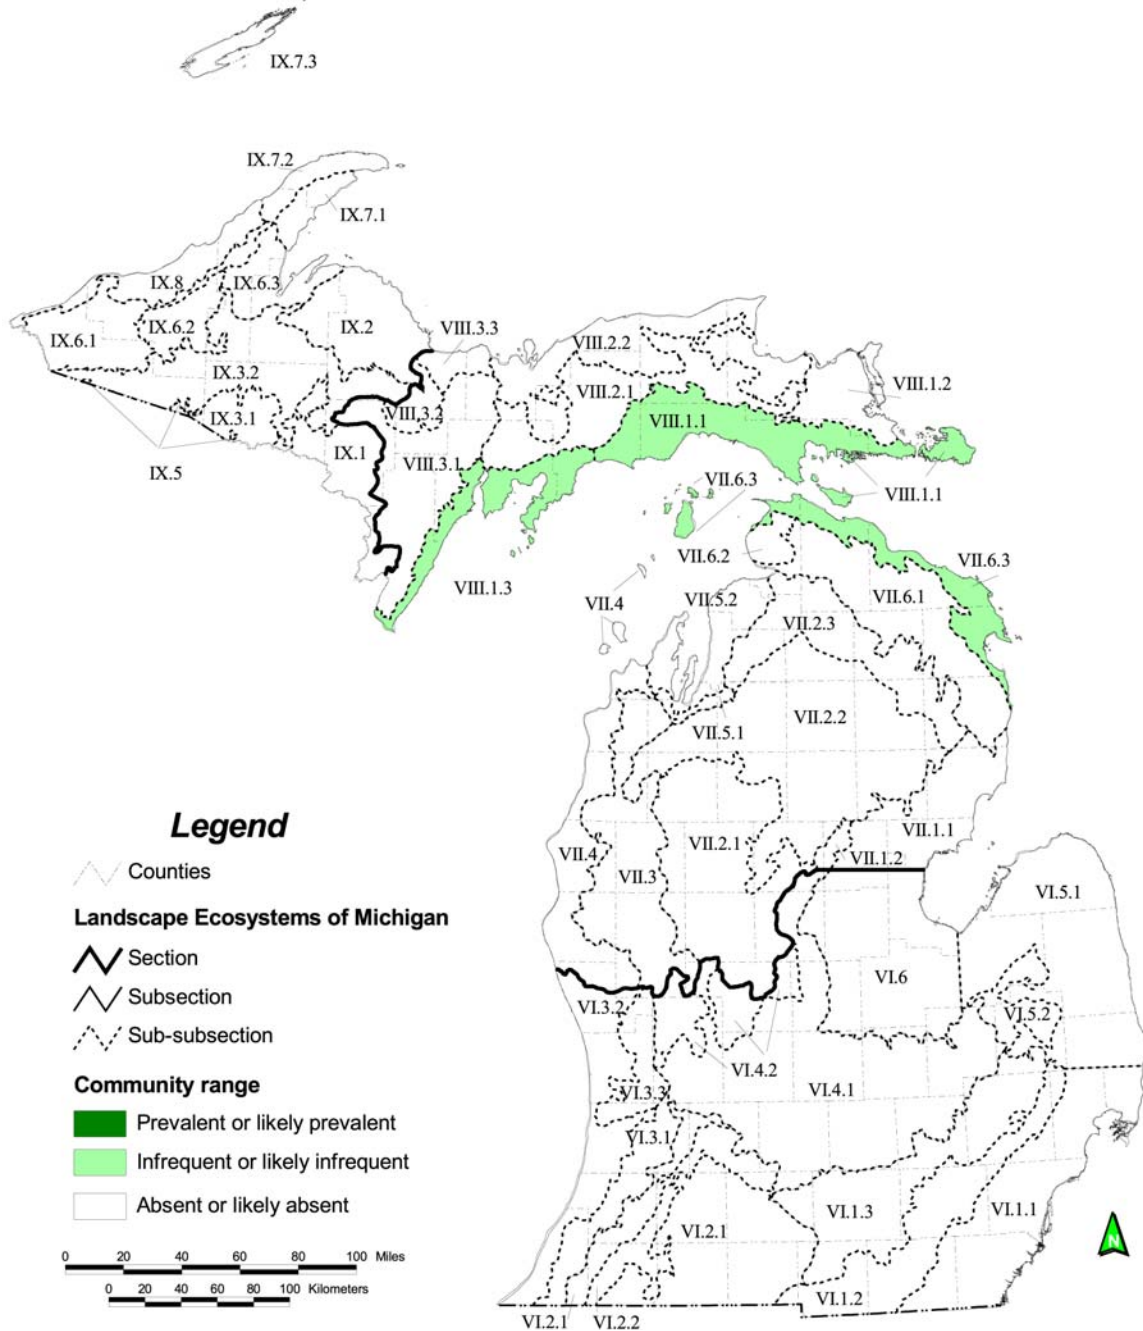 IX.7.3
IX.7.2
IX.7.1
IX.8
IX.6.3
IX.6.1
IX.6.2
IX.2
VIII.3.3
VIII.2.2
VIII.1.2
IX.3.2
VIII.2.1
IX.3.1
VIII.3.2
VIII.1.1
IX.5
IX.1
VIII.3.1
VII.6.3
VIII.1.1
VII.6.2
VII.6.3
VIII.1.3
VII.4
VII.5.2
VII.6.1
VII.2.3
VII.5.1
VII.2.2
VII.4
VII.3
VII.2.1
VII.1.1
VII.1.2
VI.5.1
VI.6
VI.3.2
VI.5.2
VI.4.2
VI.4.1
VI.3.3
VI.3.1
VI.2.1
VI.1.3
VI.1.1
VI.1.2
VI.2.1
VI.2.2
Legend
Counties
Landscape Ecosystems of Michigan
Section
Subsection
Sub-subsection
Community range
Prevalent or likely prevalent
Infrequent or likely infrequent
Absent or likely absent
0 20 40 60 80 100 Miles
0 20 40 60 80 100 Kilometers
N